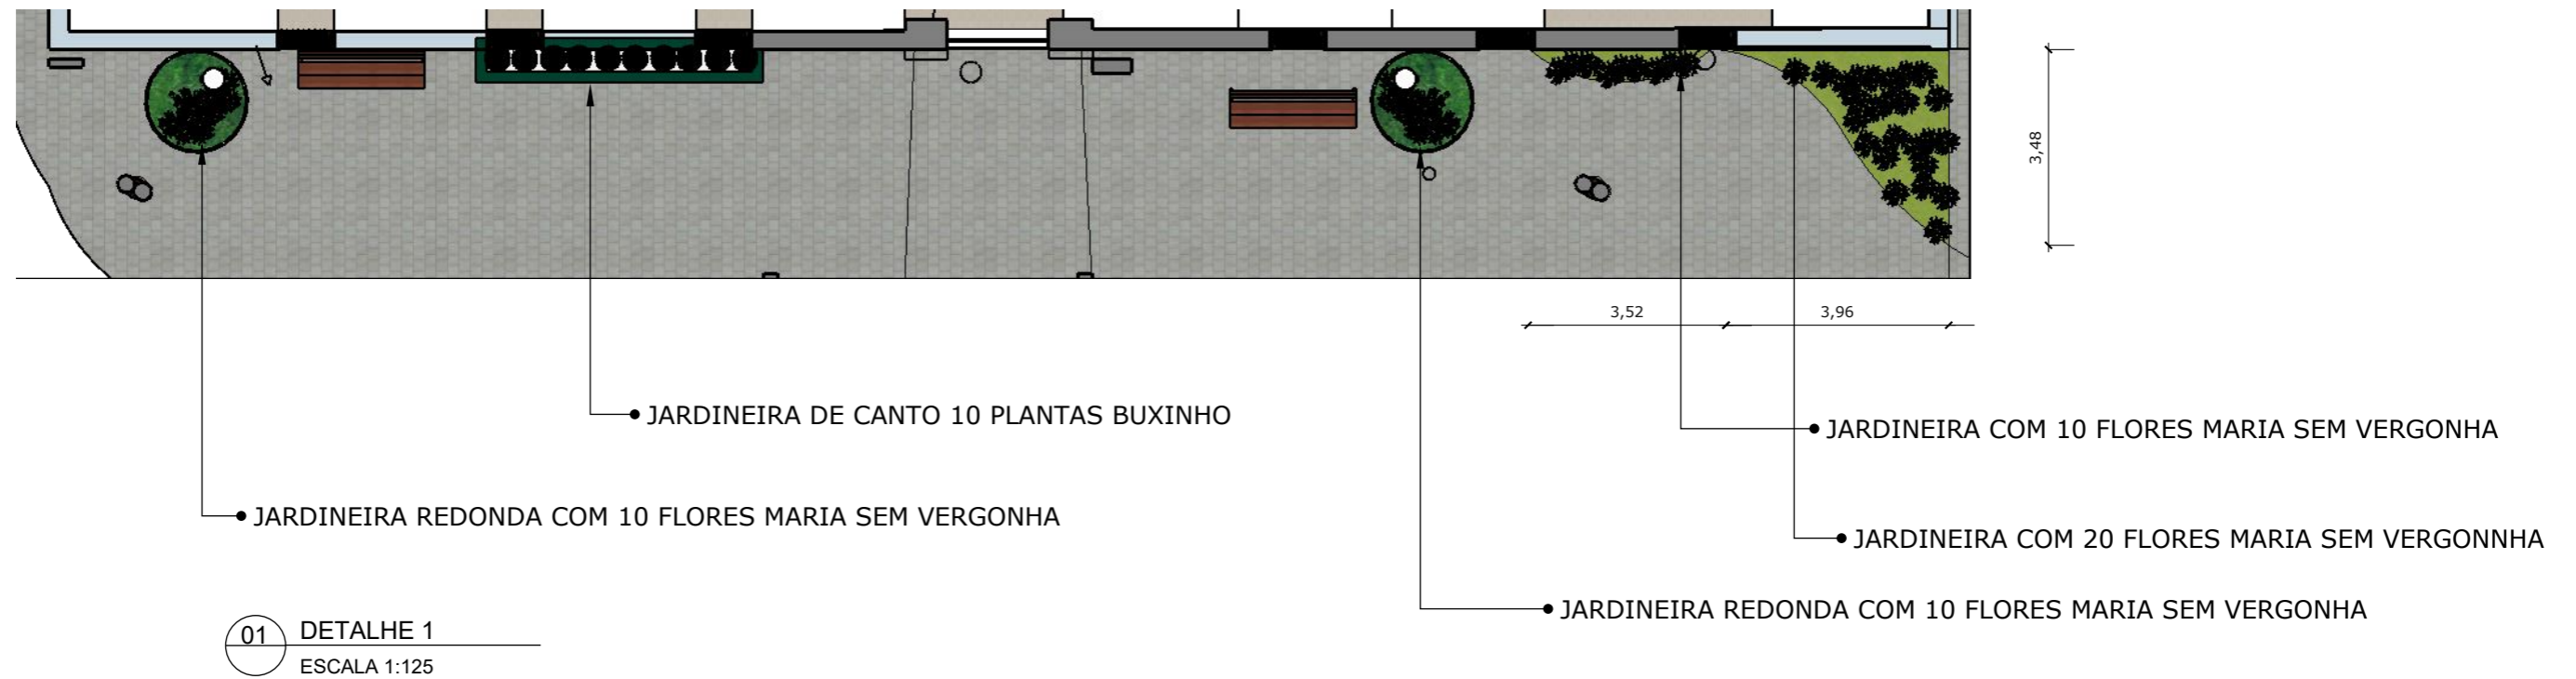 3,48
3,52
3,96
JARDINEIRA DE CANTO 10 PLANTAS BUXINHO
JARDINEIRA COM 10 FLORES MARIA SEM VERGONHA
JARDINEIRA REDONDA COM 10 FLORES MARIA SEM VERGONHA
JARDINEIRA COM 20 FLORES MARIA SEM VERGONNHA
JARDINEIRA REDONDA COM 10 FLORES MARIA SEM VERGONHA
01
DETALHE 1
ESCALA 1:125